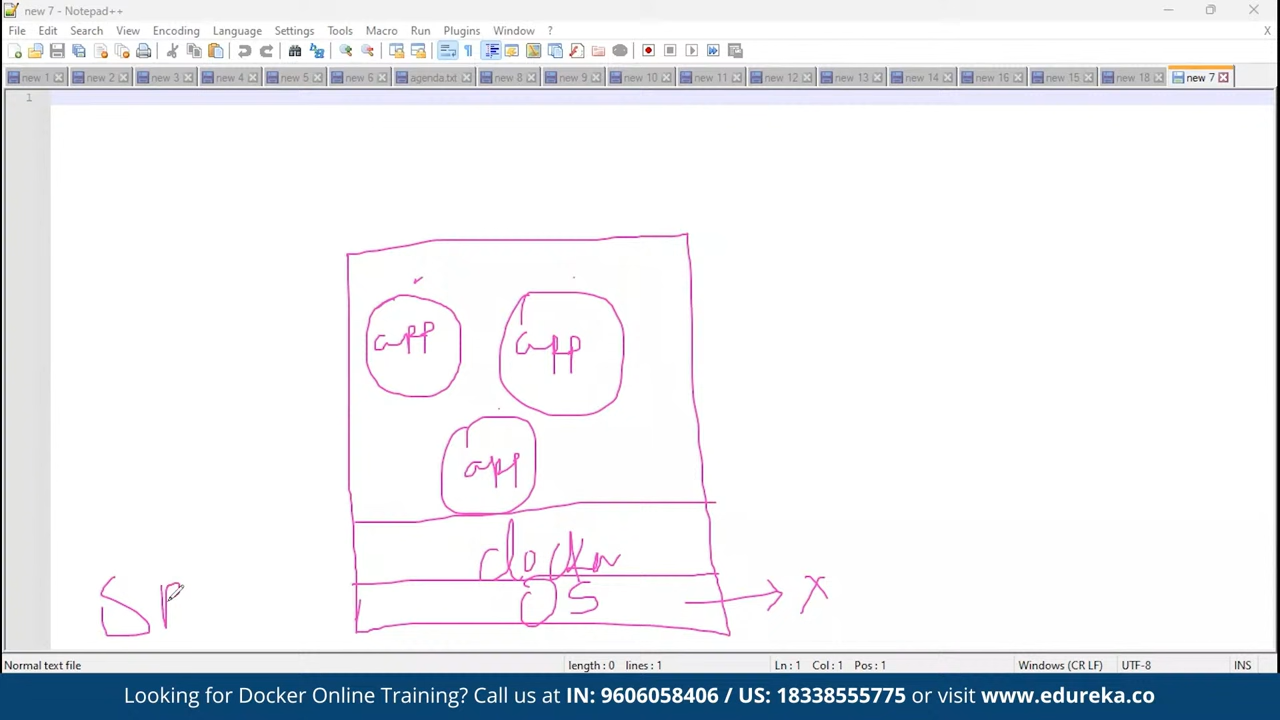 new 7 - Notepad++
File Edit Search View Encoding Language Settings Tools Macro Run Plugins Window ? X
new 1 new 2 new 3 new 4 new 5 new 6 agenda.txt new 8 new 9 new 10 new 11 new 12 new 13 new 14 new 16 new 15 new 18 new 7
1
app app
app
docker
OS X
SP
Normal text file length : 0 lines : 1 Ln : 1 Col : 1 Pos : 1 Windows (CR LF) UTF-8 INS
Looking for Docker Online Training? Call us at IN: 9606058406 / US: 18338555775 or visit www.edureka.co